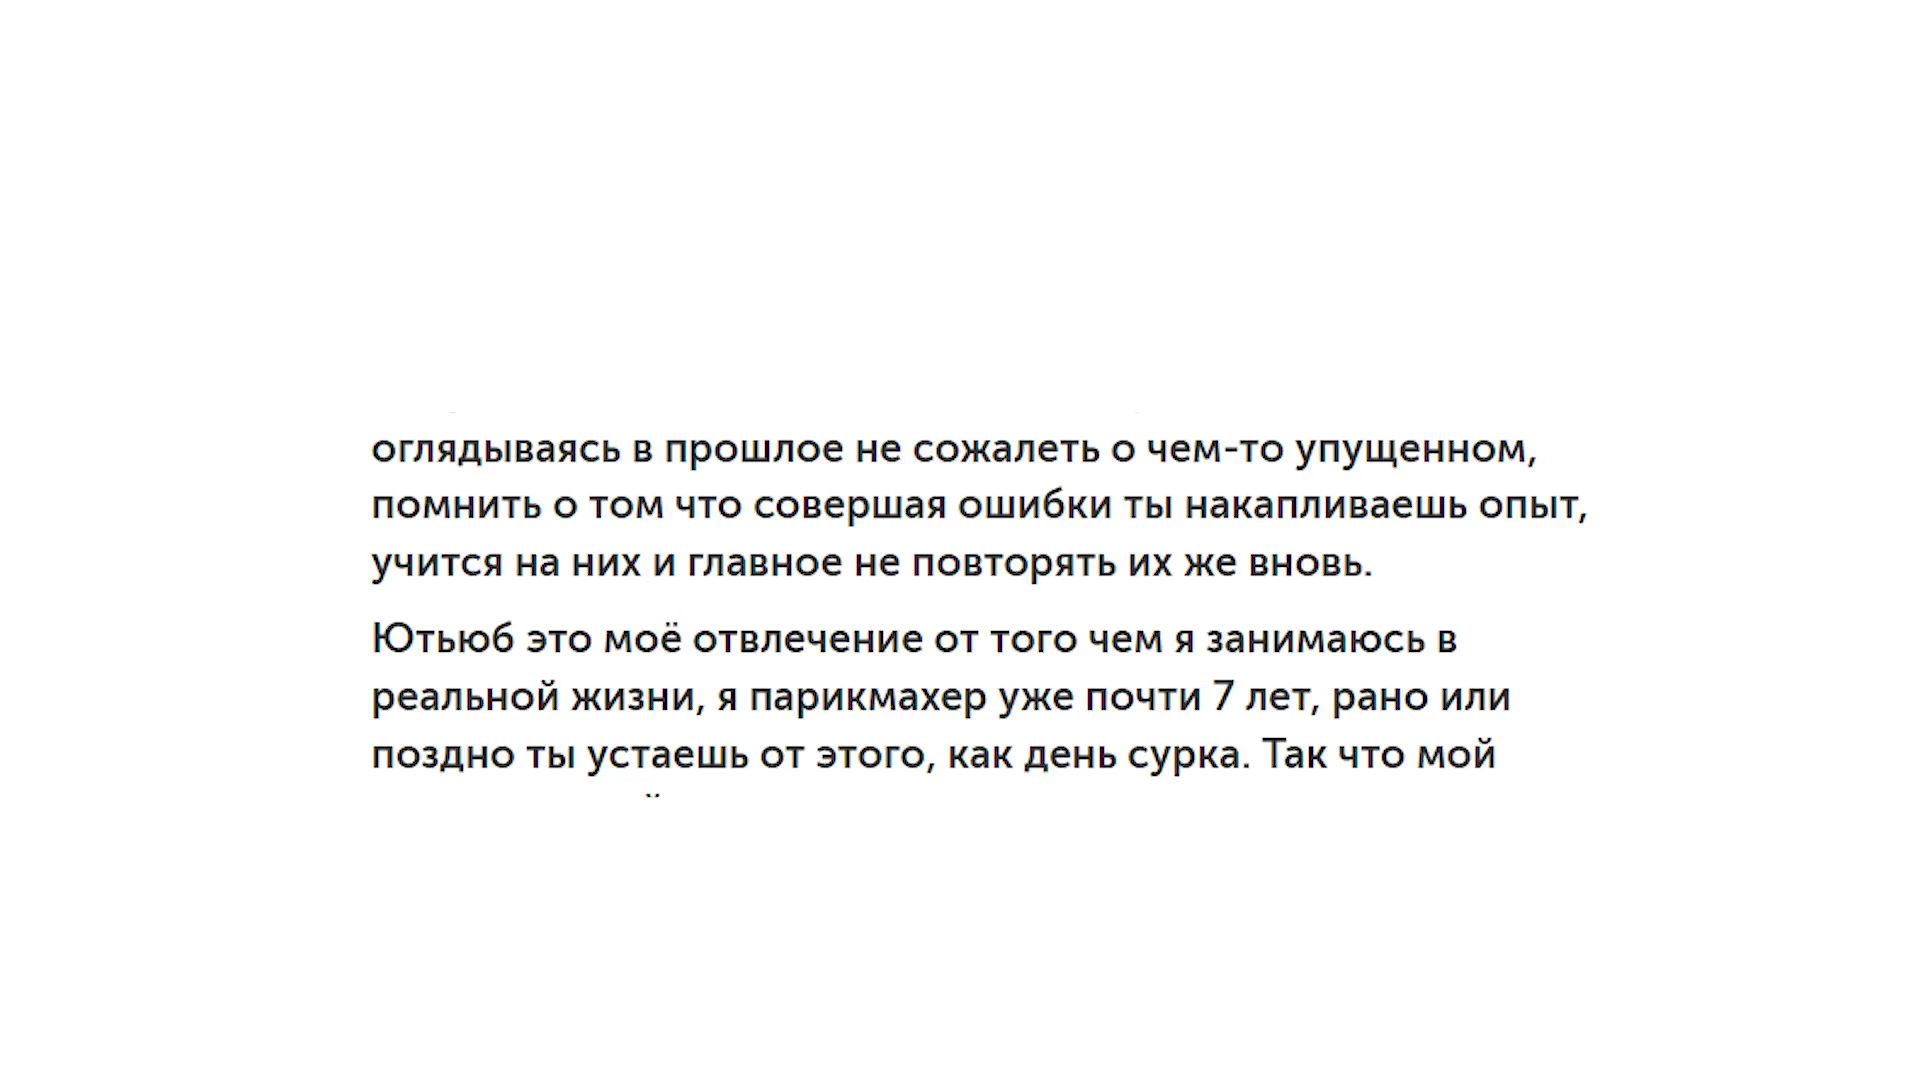 оглядываясь в прошлое не сожалеть о чем-то упущенном,
помнить о том что совершая ошибки ты накапливаешь опыт,
учится на них и главное не повторять их же вновь.
Ютьюб это моё отвлечение от того чем я занимаюсь в
реальной жизни, я парикмахер уже почти 7 лет, рано или
поздно ты устаешь от этого, как день сурка. Так что мой